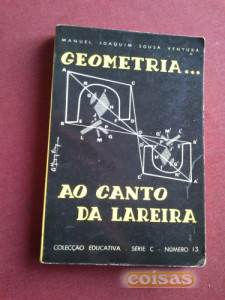 MANUEL JOAQUIM SOUSA VENTURA
GEOMETRIA...
AO CANTO
DA LAREIRA
COLECÇÃO EDUCATIVA - SÉRIE C - NÚMERO 13
coisas